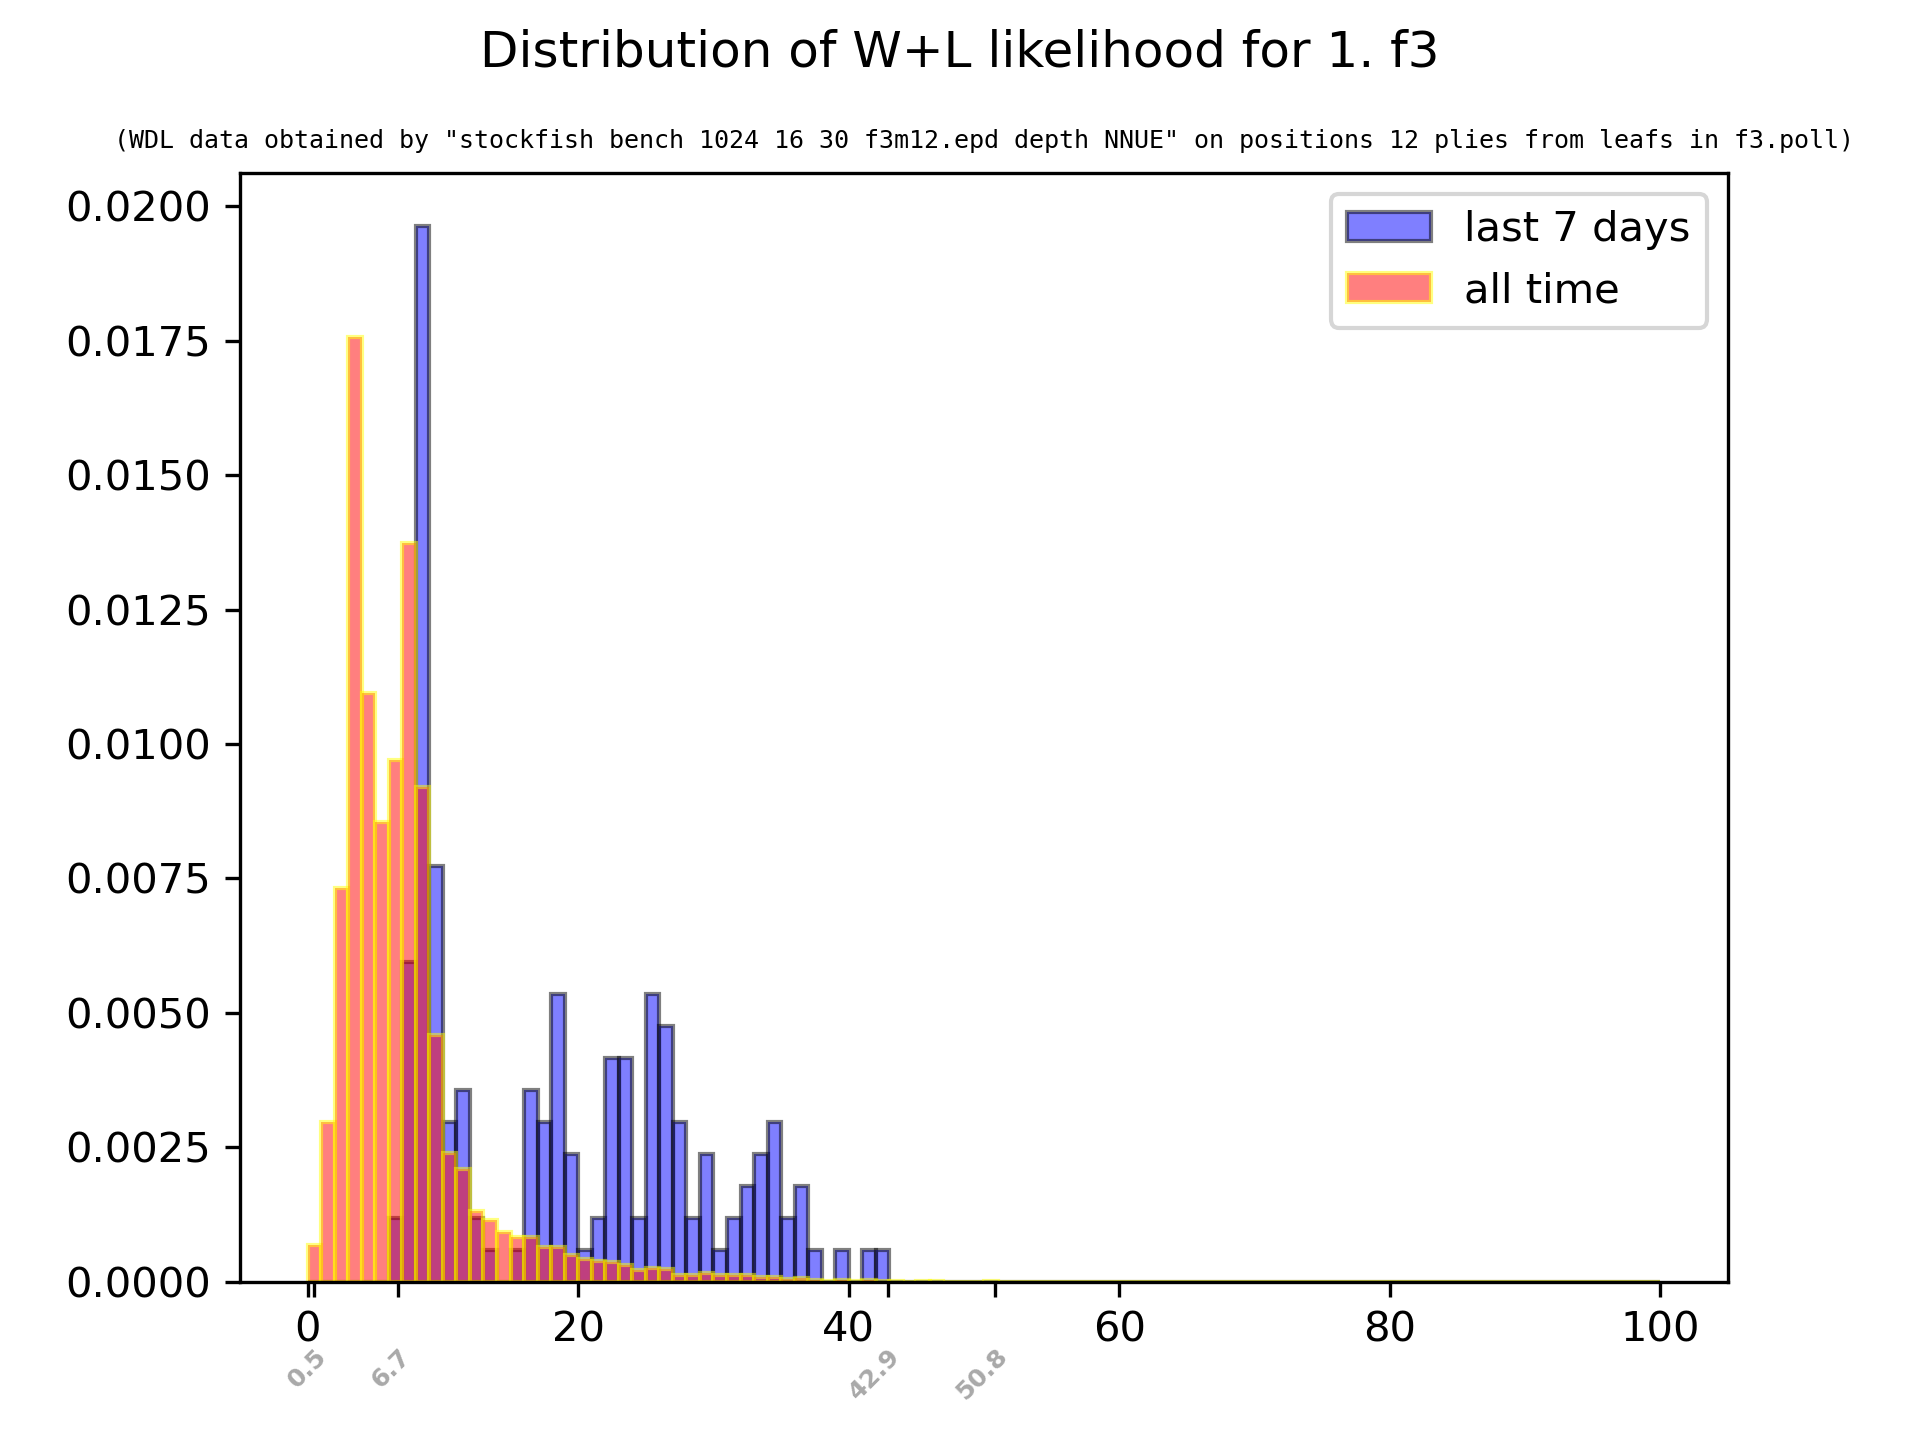 Distribution of W+L likelihood for 1. f3
(WDL data obtained by "stockfish bench 1024 16 30 f3m12.epd depth NNUE" on positions 12 plies from leafs in f3.poll)
last 7 days
all time
0.0200
0.0175
0.0150
0.0125
0.0100
0.0075
0.0050
0.0025
0.0000
0 20 40 60 80 100
0.5 6.7 42.9 50.8